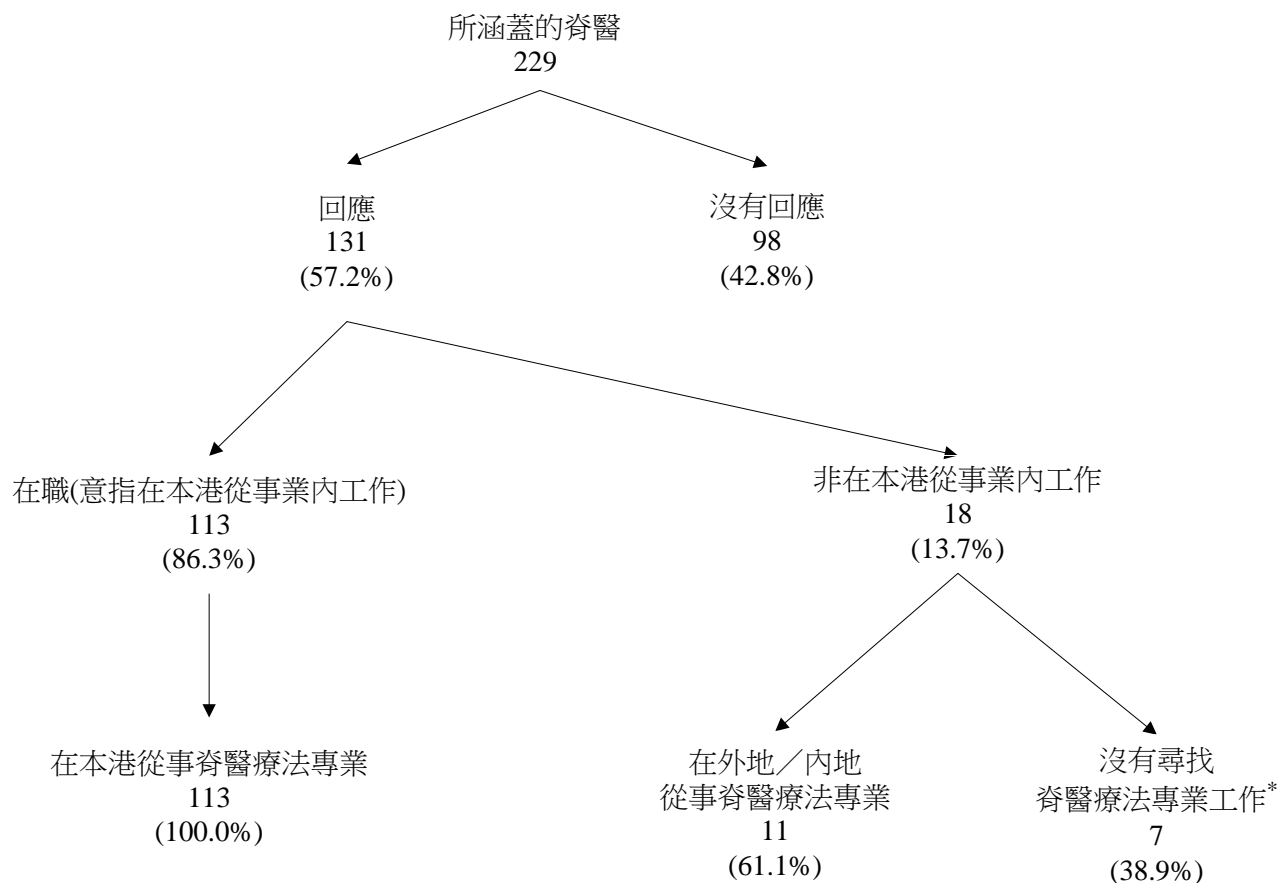 所涵蓋的脊醫
229
回應
131
(57.2%)
沒有回應
98
(42.8%)
在職(意指在本港從事業內工作)
113
(86.3%)
非在本港從事業內工作
18
(13.7%)
在本港從事脊醫療法專業
113
(100.0%)
在外地／內地
從事脊醫療法專業
11
(61.1%)
沒有尋找
脊醫療法專業工作*
7
(38.9%)